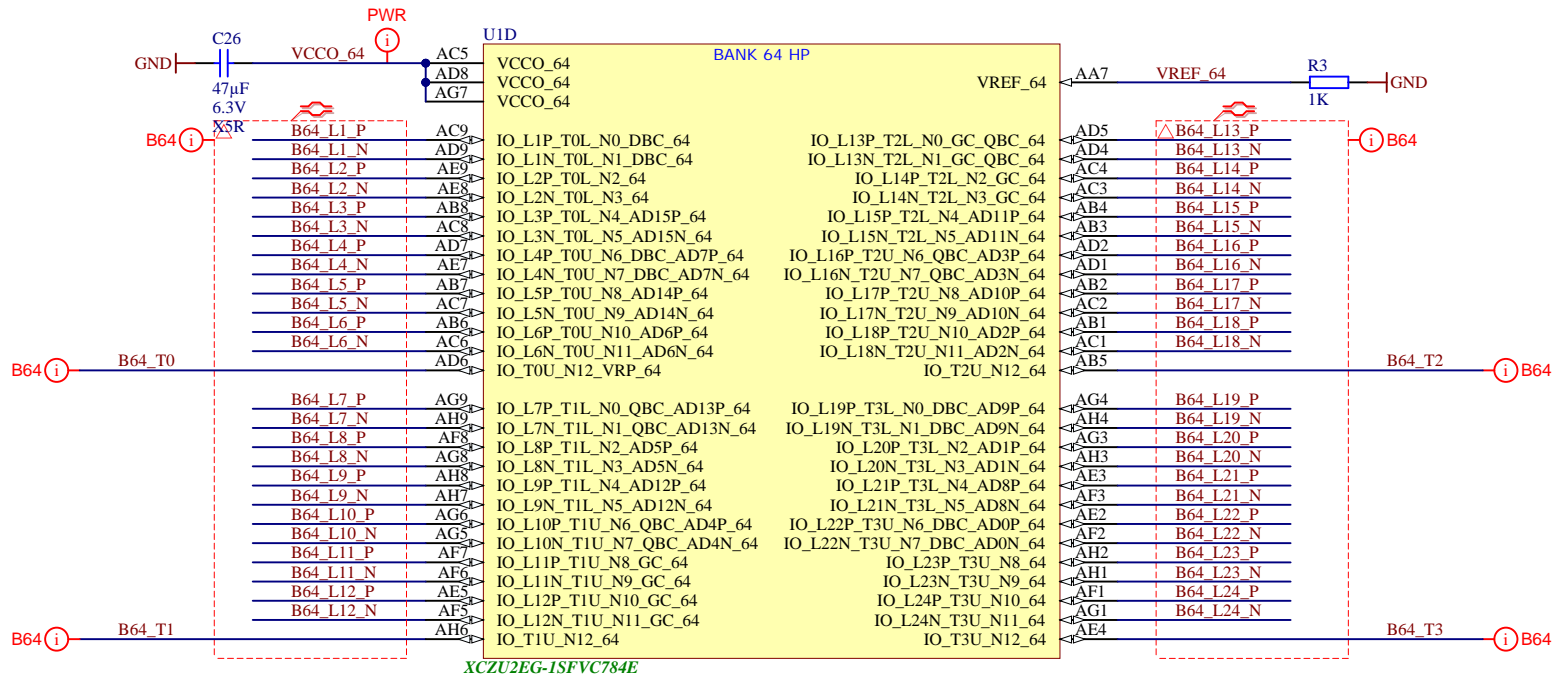 PWR
U1D
C26
VCCO_64
GND
47µF
6.3V
X5R
BANK 64 HP
AC5 VCCO_64
AD8 VCCO_64
AG7 VCCO_64
VREF_64 AA7 VREF_64
R3
1K
GND
B64
B64
B64_L1_P AC9 IO_L1P_T0L_N0_DBC_64 IO_L13P_T2L_N0_GC_QBC_64 AD5 B64_L13_P
B64_L1_N AD9 IO_L1N_T0L_N1_DBC_64 IO_L13N_T2L_N1_GC_QBC_64 AD4 B64_L13_N
B64_L2_P AE9 IO_L2P_T0L_N2_64 IO_L14P_T2L_N2_GC_64 AC4 B64_L14_P
B64_L2_N AE8 IO_L2N_T0L_N3_64 IO_L14N_T2L_N3_GC_64 AC3 B64_L14_N
B64_L3_P AB8 IO_L3P_T0L_N4_AD15P_64 IO_L15P_T2L_N4_AD11P_64 AB4 B64_L15_P
B64_L3_N AC8 IO_L3N_T0L_N5_AD15N_64 IO_L15N_T2L_N5_AD11N_64 AB3 B64_L15_N
B64_L4_P AD7 IO_L4P_T0U_N6_DBC_AD7P_64 IO_L16P_T2U_N6_QBC_AD3P_64 AD2 B64_L16_P
B64_L4_N AE7 IO_L4N_T0U_N7_DBC_AD7N_64 IO_L16N_T2U_N7_QBC_AD3N_64 AD1 B64_L16_N
B64_L5_P AB7 IO_L5P_T0U_N8_AD14P_64 IO_L17P_T2U_N8_AD10P_64 AB2 B64_L17_P
B64_L5_N AC7 IO_L5N_T0U_N9_AD14N_64 IO_L17N_T2U_N9_AD10N_64 AC2 B64_L17_N
B64_L6_P AB6 IO_L6P_T0U_N10_AD6P_64 IO_L18P_T2U_N10_AD2P_64 AB1 B64_L18_P
B64_L6_N AC6 IO_L6N_T0U_N11_AD6N_64 IO_L18N_T2U_N11_AD2N_64 AC1 B64_L18_N
B64 B64_T0 AD6 IO_T0U_N12_VRP_64 IO_T2U_N12_64 AB5 B64_T2 B64
B64_L7_P AG9 IO_L7P_T1L_N0_QBC_AD13P_64 IO_L19P_T3L_N0_DBC_AD9P_64 AG4 B64_L19_P
B64_L7_N AH9 IO_L7N_T1L_N1_QBC_AD13N_64 IO_L19N_T3L_N1_DBC_AD9N_64 AH4 B64_L19_N
B64_L8_P AF8 IO_L8P_T1L_N2_AD5P_64 IO_L20P_T3L_N2_AD1P_64 AG3 B64_L20_P
B64_L8_N AG8 IO_L8N_T1L_N3_AD5N_64 IO_L20N_T3L_N3_AD1N_64 AH3 B64_L20_N
B64_L9_P AH8 IO_L9P_T1L_N4_AD12P_64 IO_L21P_T3L_N4_AD8P_64 AE3 B64_L21_P
B64_L9_N AH7 IO_L9N_T1L_N5_AD12N_64 IO_L21N_T3L_N5_AD8N_64 AF3 B64_L21_N
B64_L10_P AG6 IO_L10P_T1U_N6_QBC_AD4P_64 IO_L22P_T3U_N6_DBC_AD0P_64 AE2 B64_L22_P
B64_L10_N AG5 IO_L10N_T1U_N7_QBC_AD4N_64 IO_L22N_T3U_N7_DBC_AD0N_64 AF2 B64_L22_N
B64_L11_P AF7 IO_L11P_T1U_N8_GC_64 IO_L23P_T3U_N8_64 AH2 B64_L23_P
B64_L11_N AF6 IO_L11N_T1U_N9_GC_64 IO_L23N_T3U_N9_64 AH1 B64_L23_N
B64_L12_P AE5 IO_L12P_T1U_N10_GC_64 IO_L24P_T3U_N10_64 AF1 B64_L24_P
B64_L12_N AF5 IO_L12N_T1U_N11_GC_64 IO_L24N_T3U_N11_64 AG1 B64_L24_N
B64 B64_T1 AH6 IO_T1U_N12_64 IO_T3U_N12_64 AE4 B64_T3 B64
XCZU2EG-1SFVC784E